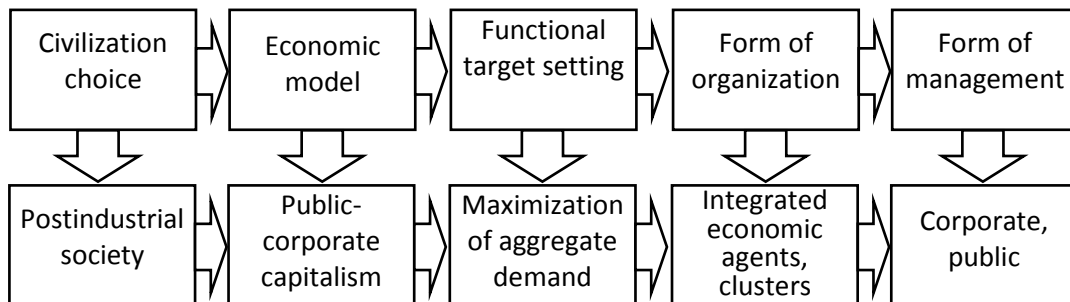 Civilization
choice
Economic
model
Functional
target setting
Form of
organization
Form of
management
Postindustrial
society
Public-
corporate
capitalism
Maximization
of aggregate
demand
Integrated
economic
agents,
clusters
Corporate,
public